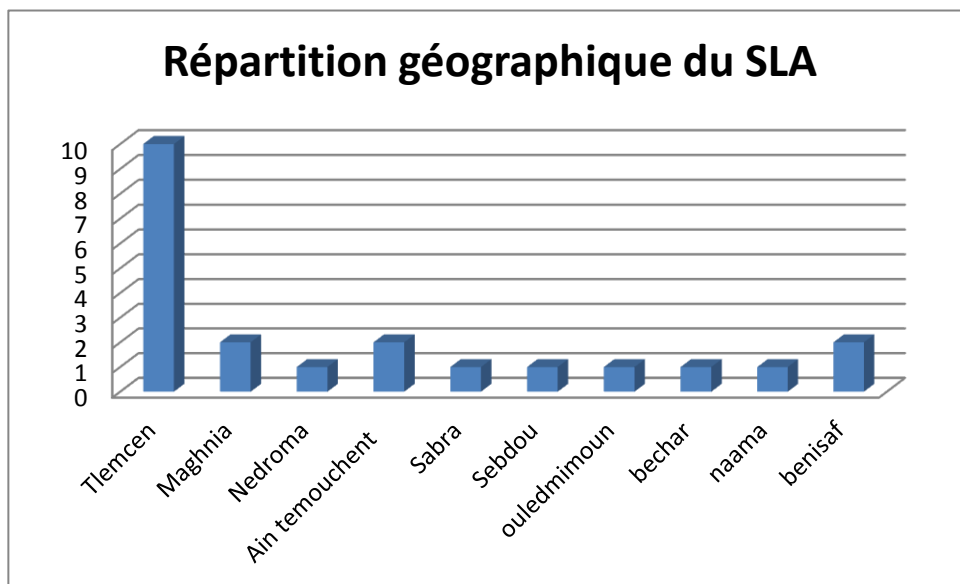 Répartition géographique du SLA
10
9
8
7
6
5
4
3
2
1
0
Tlemcen
Maghnia
Nedroma
Ain temouchent
Sabra
Sebdou
ouledmimoun
bechar
naama
benisaf